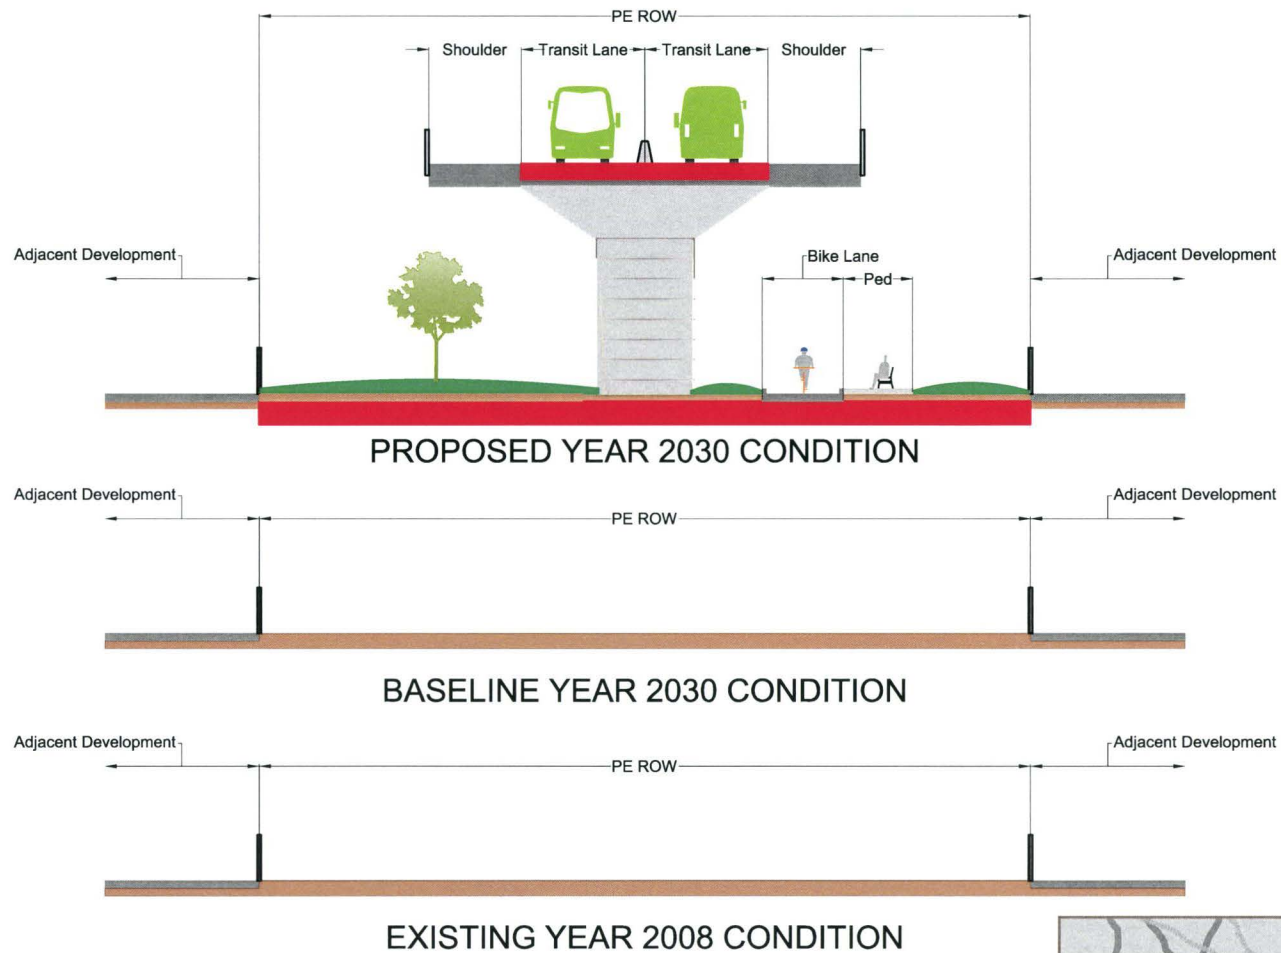 PE ROW
Shoulder Transit Lane Transit Lane Shoulder
Adjacent Development
Adjacent Development
Bike Lane
Ped
PROPOSED YEAR 2030 CONDITION
Adjacent Development
PE ROW
Adjacent Development
BASELINE YEAR 2030 CONDITION
Adjacent Development
PE ROW
Adjacent Development
EXISTING YEAR 2008 CONDITION